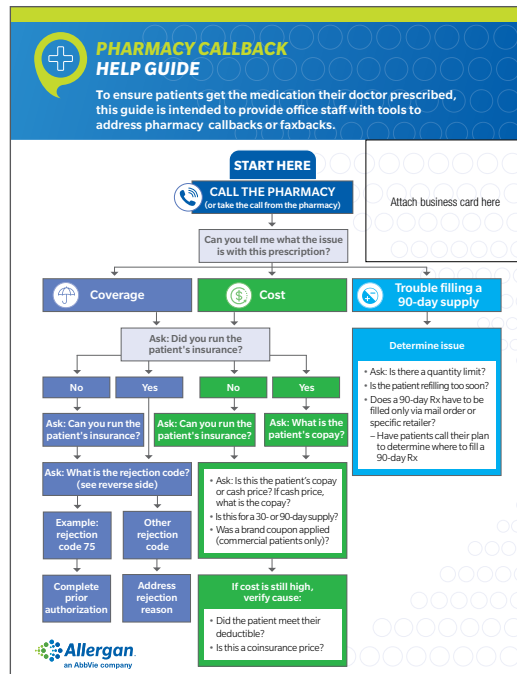 PHARMACY CALLBACK
HELP GUIDE
To ensure patients get the medication their doctor prescribed,
this guide is intended to provide office staff with tools to
address pharmacy callbacks or faxbacks.
START HERE
CALL THE PHARMACY
(or take the call from the pharmacy)
Attach business card here
Can you tell me what the issue
is with this prescription?
Coverage
Cost
Trouble filling a
90-day supply
Ask: Did you run the
patient's insurance?
No
Yes
No
Yes
Ask: Can you run the
patient's insurance?
Ask: Can you run the
patient's insurance?
Ask: What is the
patient's copay?
Ask: What is the rejection code?
(see reverse side)
Example:
rejection
code 75
Other
rejection
code
Complete
prior
authorization
Address
rejection
reason
• Ask: Is this the patient's copay
or cash price? If cash price,
what is the copay?
• Is this for a 30- or 90-day supply?
• Was a brand coupon applied
(commercial patients only)?
If cost is still high,
verify cause:
• Did the patient meet their
deductible?
• Is this a coinsurance price?
Determine issue
• Ask: Is there a quantity limit?
• Is the patient refilling too soon?
• Does a 90-day Rx have to be
filled only via mail order or
specific retailer?
– Have patients call their plan
to determine where to fill a
90-day Rx
Allergan
an AbbVie company